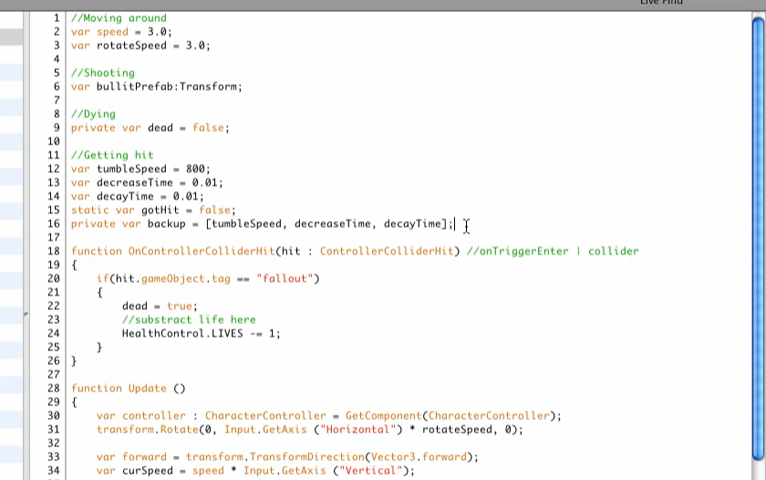 Live Find
1 //Moving around
2 var speed = 3.0;
3 var rotateSpeed = 3.0;
4
5 //Shooting
6 var bullitPrefab:Transform;
7
8 //Dying
9 private var dead = false;
10
11 //Getting hit
12 var tumbleSpeed = 800;
13 var decreaseTime = 0.01;
14 var decayTime = 0.01;
15 static var gotHit = false;
16 private var backup = [tumbleSpeed, decreaseTime, decayTime];
17
18 function OnControllerColliderHit(hit : ControllerColliderHit) //onTriggerEnter | collider
19 {
20 if(hit.gameObject.tag == "fallout")
21 {
22 dead = true;
23 //substract life here
24 HealthControl.LIVES -= 1;
25 }
26 }
27
28 function Update ()
29 {
30 var controller : CharacterController = GetComponent(CharacterController);
31 transform.Rotate(0, Input.GetAxis ("Horizontal") * rotateSpeed, 0);
32
33 var forward = transform.TransformDirection(Vector3.forward);
34 var curSpeed = speed * Input.GetAxis ("Vertical");